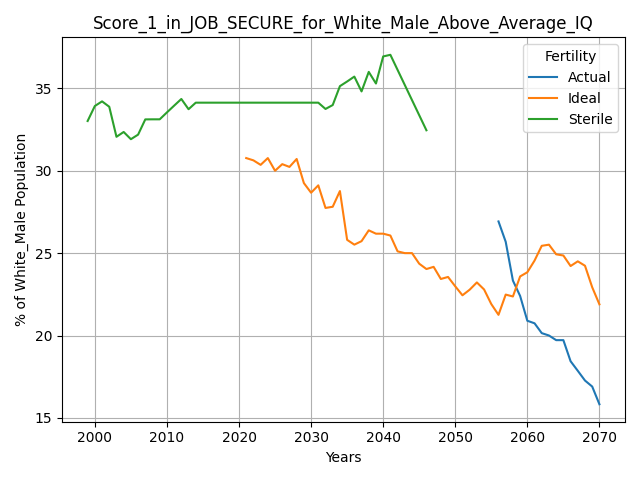 Score_1_in_JOB_SECURE_for_White_Male_Above_Average_IQ
Fertility
Actual
Ideal
Sterile
% of White_Male Population
35
30
25
20
15
2000 2010 2020 2030 2040 2050 2060 2070
Years